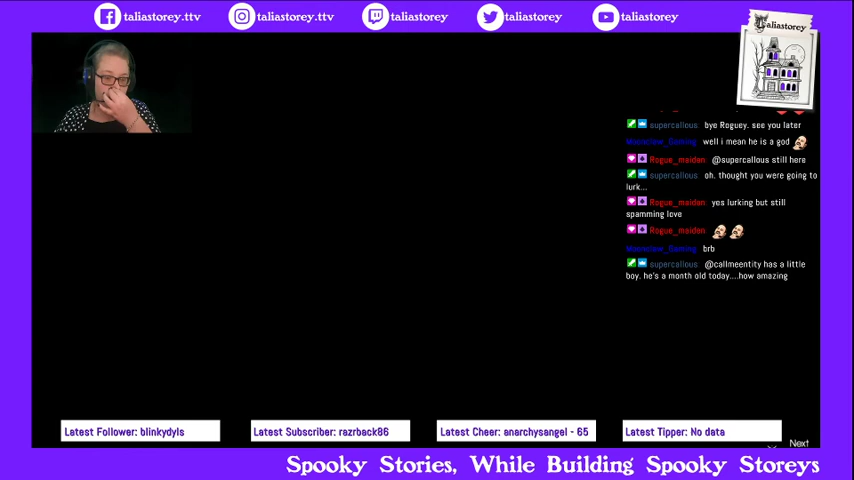 taliastorey.ttv
taliastorey.ttv
taliastorey
taliastorey
taliastorey
taliastorey
supercallous bye Roguey. see you later
Moonclaw_Gaming well i mean he is a god
Rogue_maiden @supercallous still here
supercallous oh. thought you were going to
lurk...
Rogue_maiden yes lurking but still
spamming love
Rogue_maiden
Moonclaw_Gaming brb
supercallous @callmeentity has a little
boy. he's a month old today....how amazing
Latest Follower: blinkydyls
Latest Subscriber: razrback86
Latest Cheer: anarchysangel - 65
Latest Tipper: No data
Next
Spooky Stories, While Building Spooky Storeys